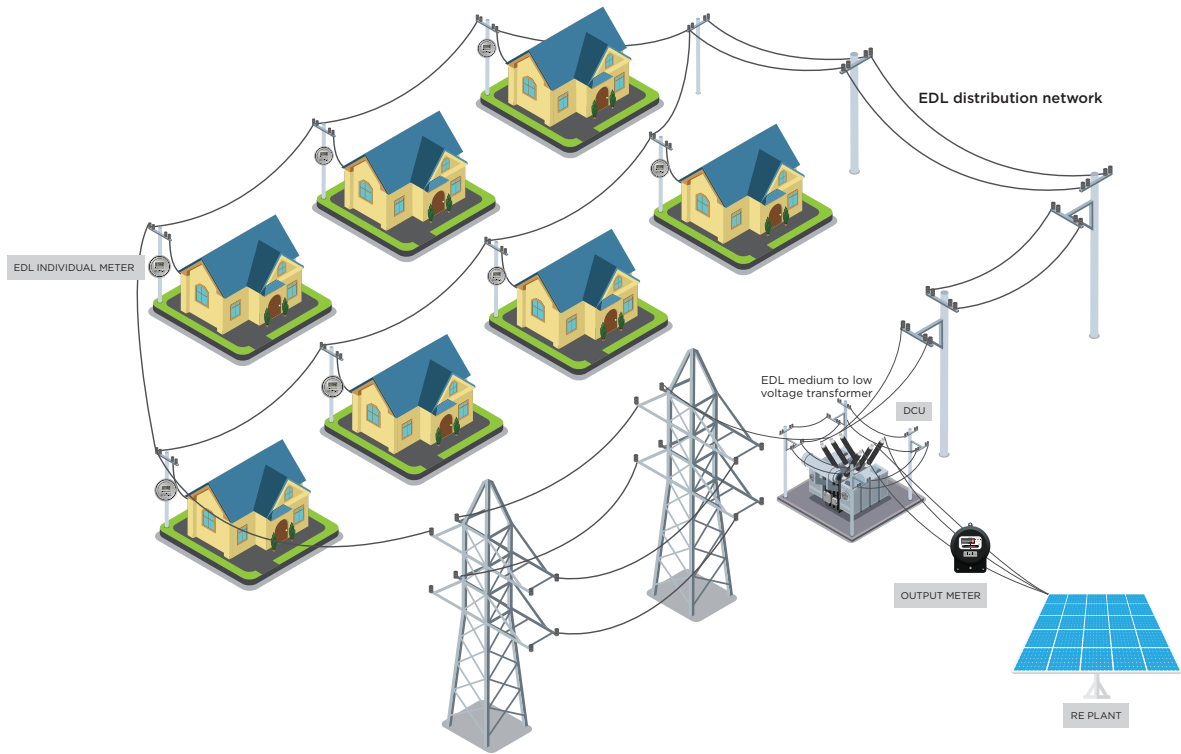 EDL distribution network
EDL INDIVIDUAL METER
EDL medium to low
voltage transformer
DCU
OUTPUT METER
RE PLANT